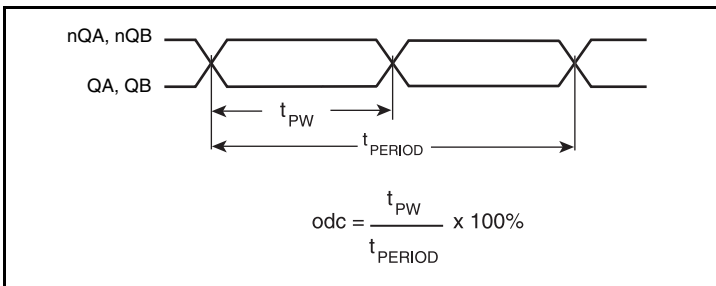 nQA, nQB
QA, QB
tPW
tPERIOD
odc = tPW / tPERIOD x 100%